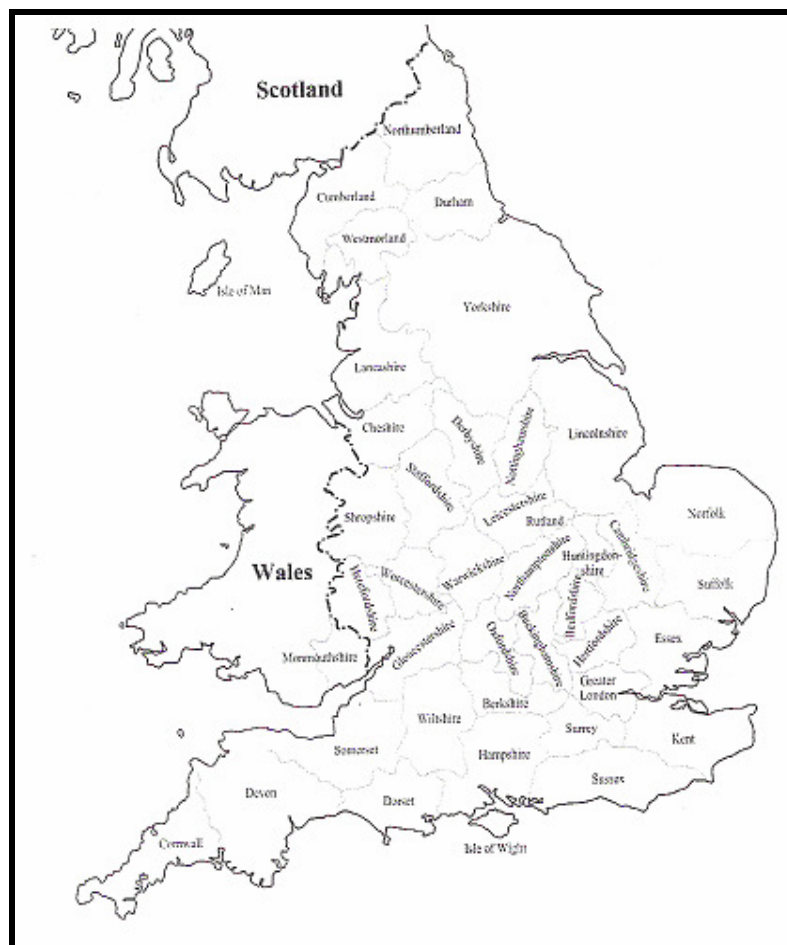 Scotland
Northumberland
Cumberland
Durham
Westmorland
Isle of Man
Yorkshire
Lancashire
Cheshire
Derbyshire
Nottinghamshire
Lincolnshire
Staffordshire
Shropshire
Leicestershire
Rutland
Norfolk
Wales
Herefordshire
Worcestershire
Warwickshire
Northamptonshire
Huntingdon-
shire
Cambridgeshire
Suffolk
Bedfordshire
Monmouthshire
Gloucestershire
Oxfordshire
Buckinghamshire
Hertfordshire
Essex
Greater
London
Berkshire
Wiltshire
Surrey
Kent
Somerset
Hampshire
Sussex
Devon
Dorset
Cornwall
Isle of Wight